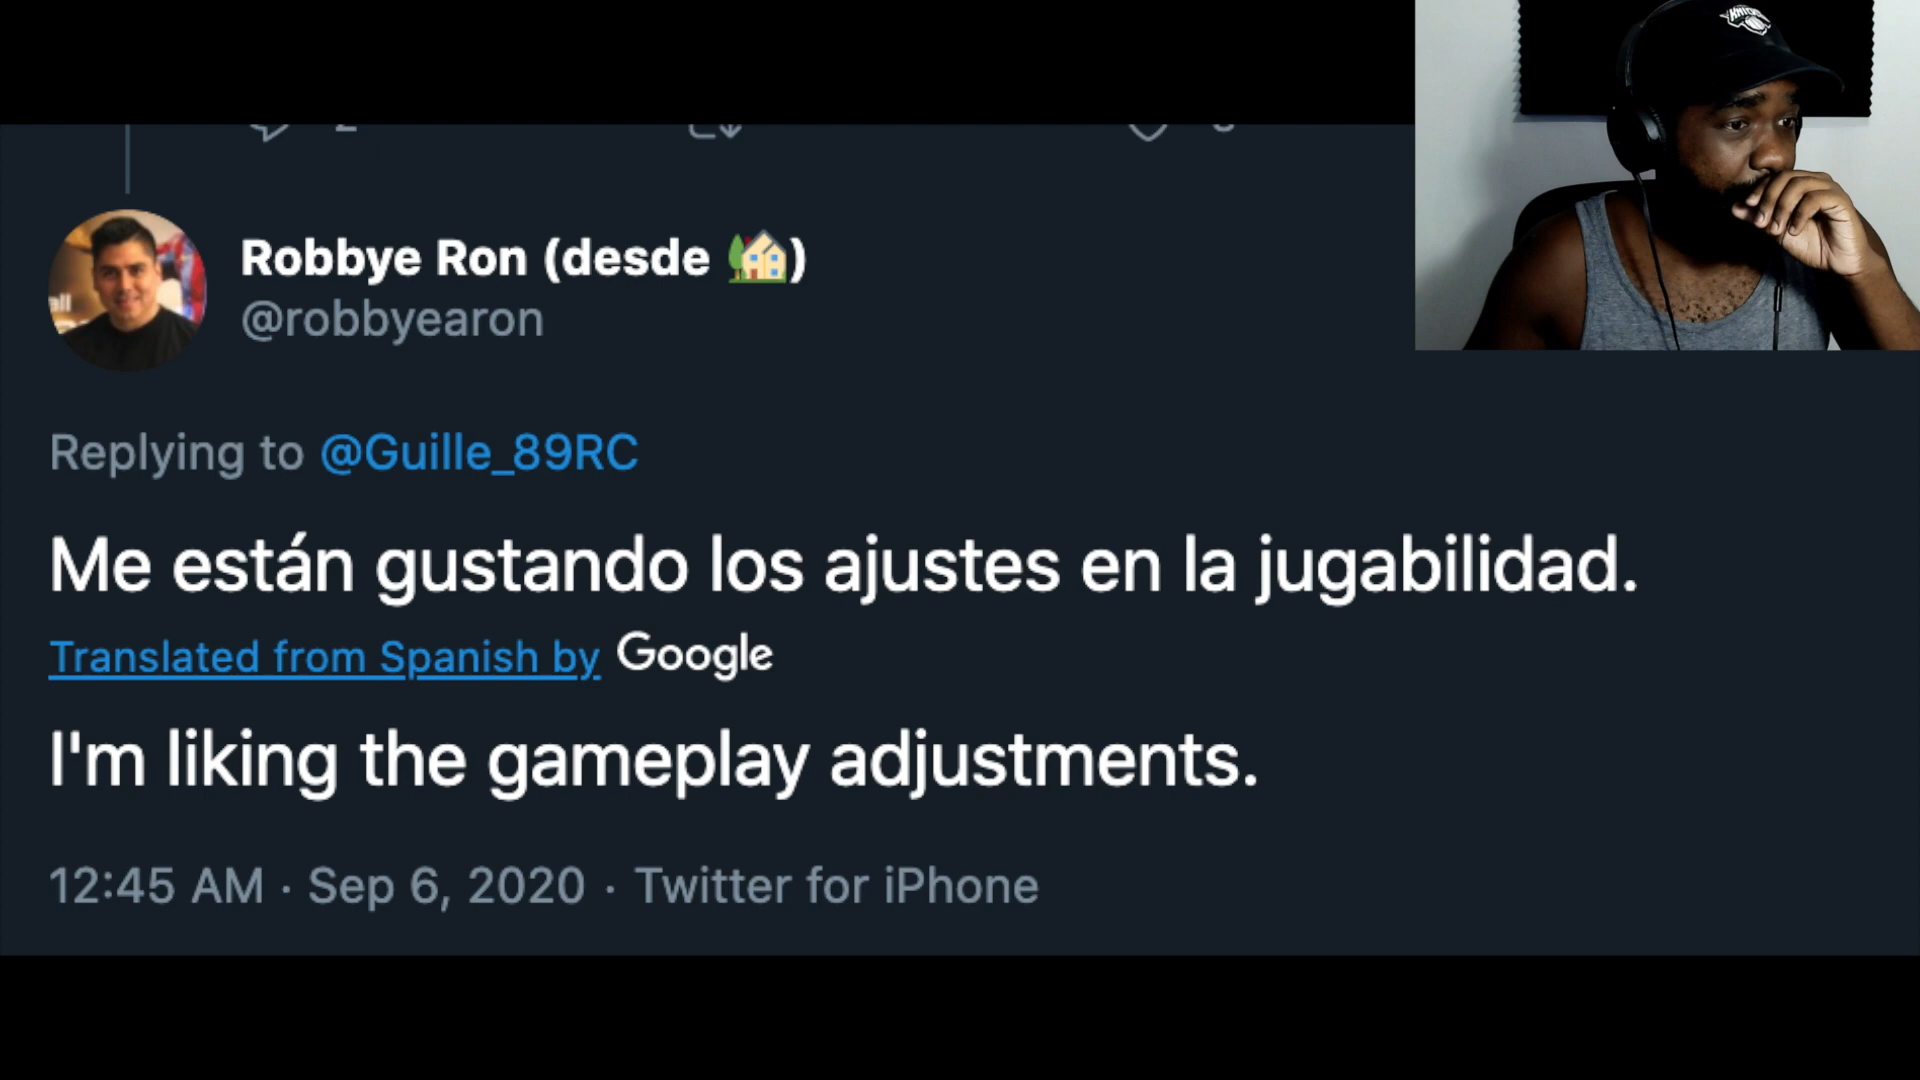 KNICKS
Robbye Ron (desde 🏡)
@robbyearon
Replying to @Guille_89RC
Me están gustando los ajustes en la jugabilidad.
Translated from Spanish by Google
I'm liking the gameplay adjustments.
12:45 AM · Sep 6, 2020 · Twitter for iPhone